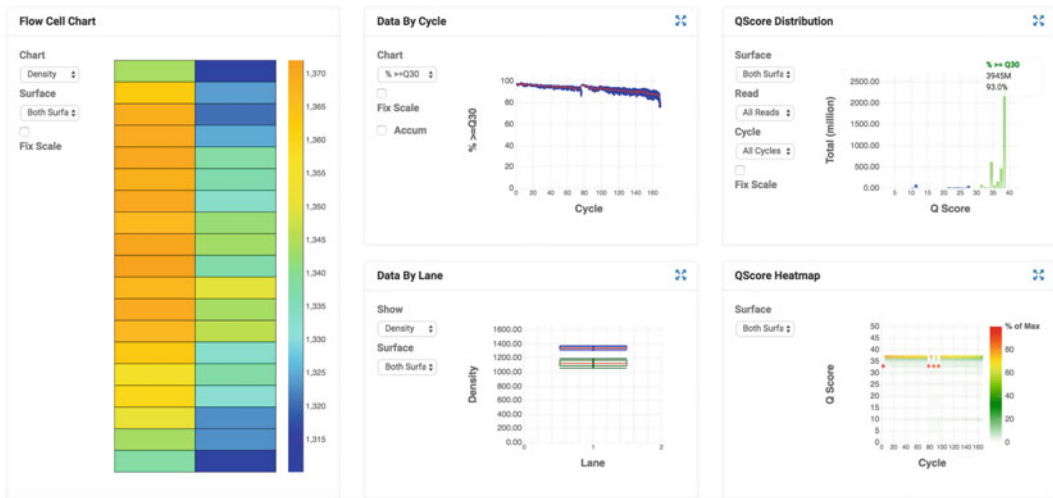 Flow Cell Chart
Chart
Density
Surface
Both Surfa
Fix Scale
1,370
1,365
1,360
1,355
1,350
1,345
1,340
1,335
1,330
1,325
1,320
1,315
Data By Cycle
Chart
% >=Q30
Fix Scale
Accum
% >=Q30
100
80
60
40
20
0
0 20 40 60 80 100 120 140 160
Cycle
QScore Distribution
Surface
Both Surfa
Read
All Reads
Cycle
All Cycles
Fix Scale
% >= Q30
3945M
93.0%
Total (million)
2500.00
2000.00
1500.00
1000.00
500.00
0.00
5 10 15 20 25 30 35 40
Q Score
Data By Lane
Show
Density
Surface
Both Surfa
Density
1600.00
1400.00
1200.00
1000.00
800.00
600.00
400.00
200.00
0.00
0 1 2
Lane
QScore Heatmap
Surface
Both Surfa
Q Score
50
45
40
35
30
25
20
15
10
5
0
0 20 40 60 80 100 120 140 160
Cycle
% of Max
80
60
40
20
0